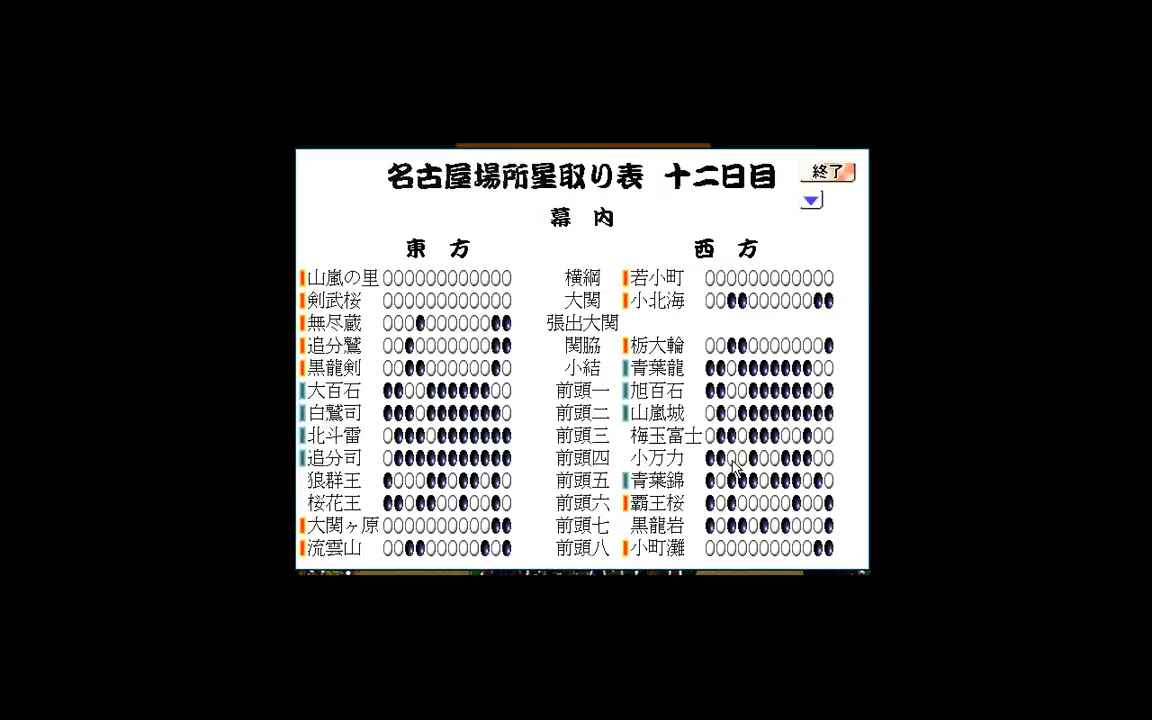 名古屋場所星取り表 十二日目 終了
幕 内
東 方 西 方
山嵐の里 横綱 若小町
剣武桜 大関 小北海
無尽蔵 張出大関
追分鷲 関脇 栃大輪
黒龍剣 小結 青葉龍
大百石 前頭一 旭百石
白鷲司 前頭二 山嵐城
北斗雷 前頭三 梅玉富士
追分司 前頭四 小万力
狼群王 前頭五 青葉錦
桜花王 前頭六 覇王桜
大関ヶ原 前頭七 黒龍岩
流雲山 前頭八 小町灘